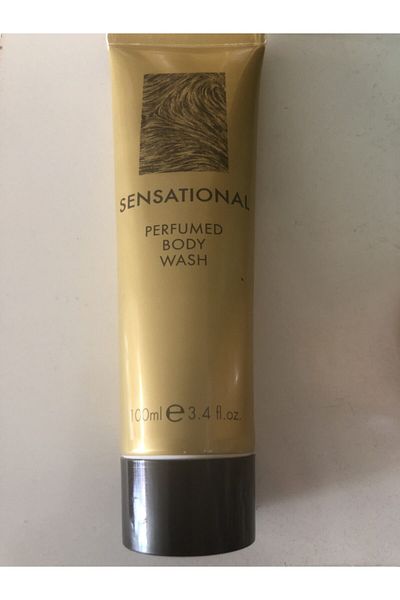 SENSATIONAL
PERFUMED
BODY
WASH
100ml e 3.4 fl.oz.